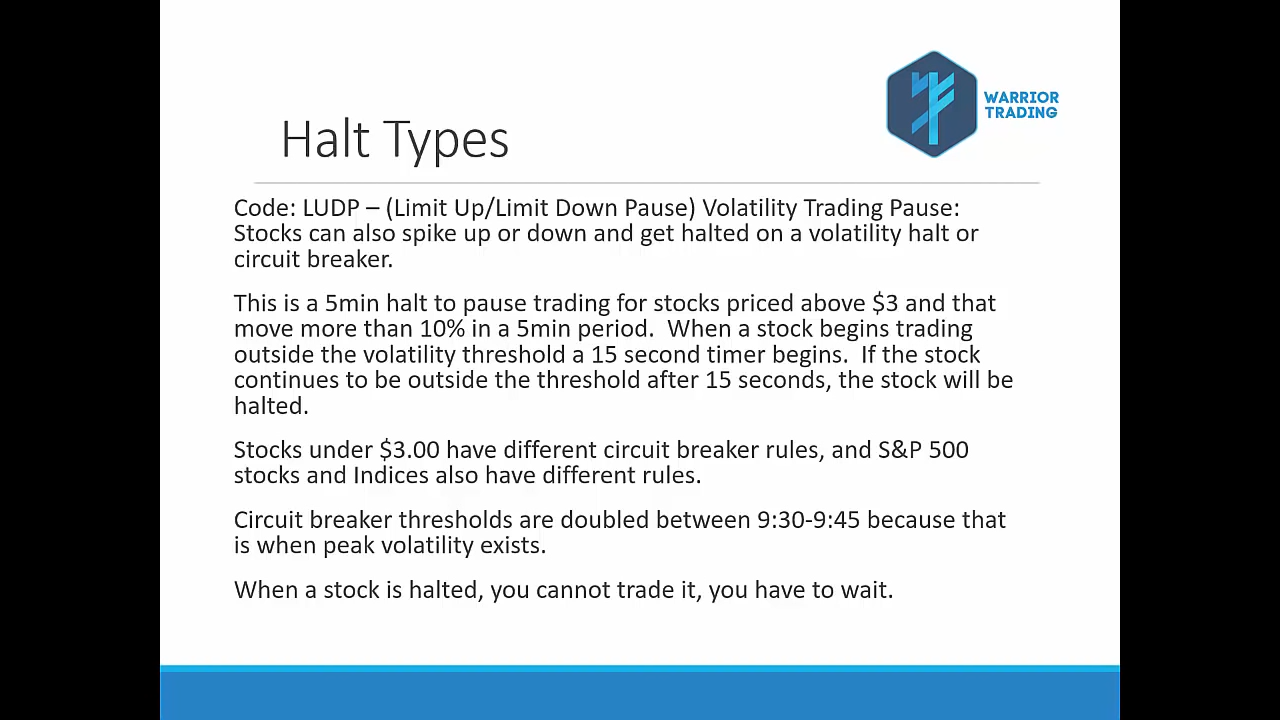 WARRIOR
TRADING
Halt Types
Code: LUDP – (Limit Up/Limit Down Pause) Volatility Trading Pause:
Stocks can also spike up or down and get halted on a volatility halt or
circuit breaker.
This is a 5min halt to pause trading for stocks priced above $3 and that
move more than 10% in a 5min period.  When a stock begins trading
outside the volatility threshold a 15 second timer begins.  If the stock
continues to be outside the threshold after 15 seconds, the stock will be
halted.
Stocks under $3.00 have different circuit breaker rules, and S&P 500
stocks and Indices also have different rules.
Circuit breaker thresholds are doubled between 9:30-9:45 because that
is when peak volatility exists.
When a stock is halted, you cannot trade it, you have to wait.